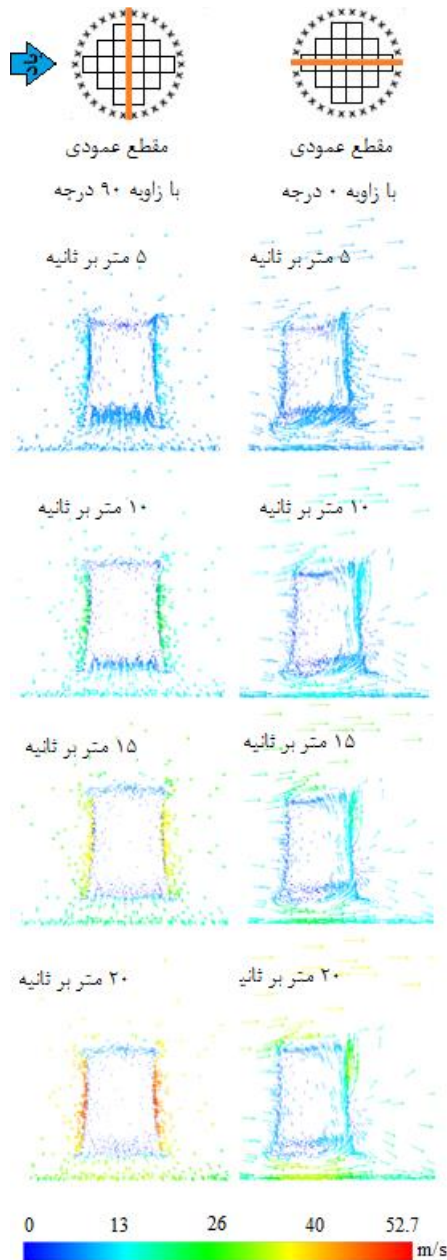 باد
مقطع عمودی
با زاویه ۹۰ درجه
مقطع عمودی
با زاویه ۰ درجه
۵ متر بر ثانیه
۵ متر بر ثانیه
۱۰ متر بر ثانیه
۱۰ متر بر ثانیه
۱۵ متر بر ثانیه
۱۵ متر بر ثانیه
۲۰ متر بر ثانیه
۲۰ متر بر ثانی
0 13 26 40 52.7
m/s